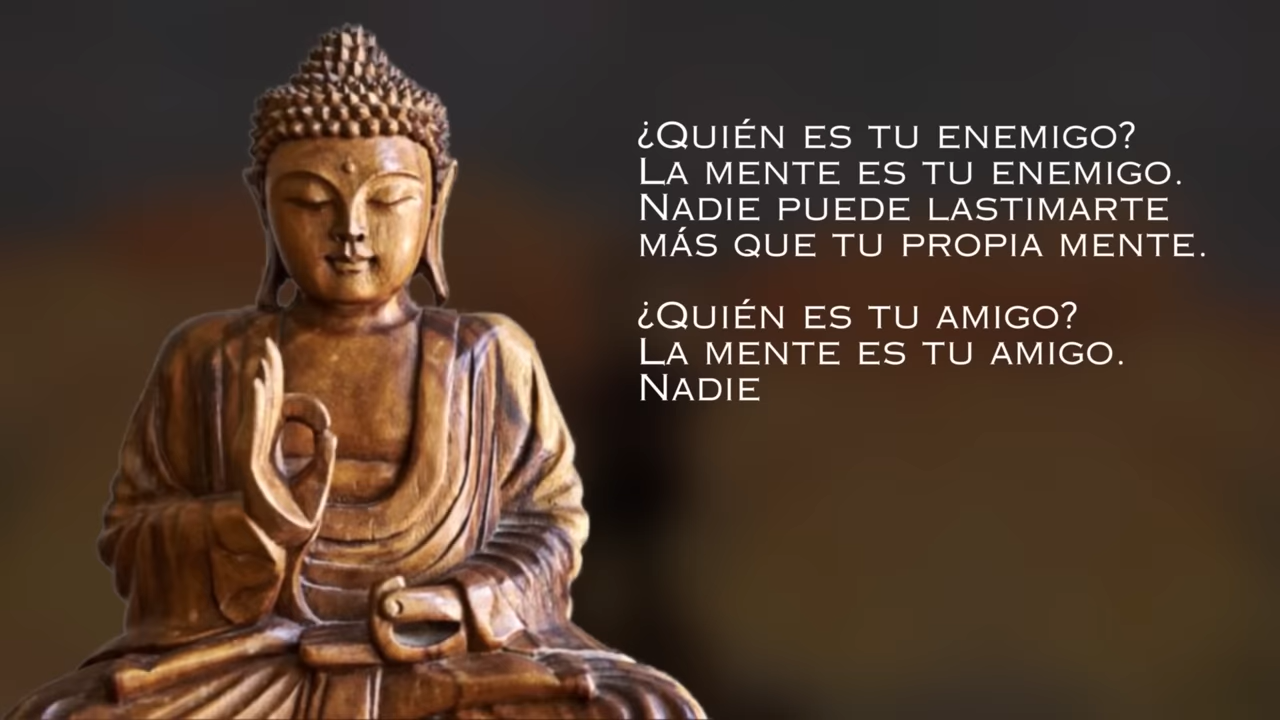 ¿Quién es tu enemigo?
La mente es tu enemigo.
Nadie puede lastimarte
más que tu propia mente.
¿Quién es tu amigo?
La mente es tu amigo.
Nadie